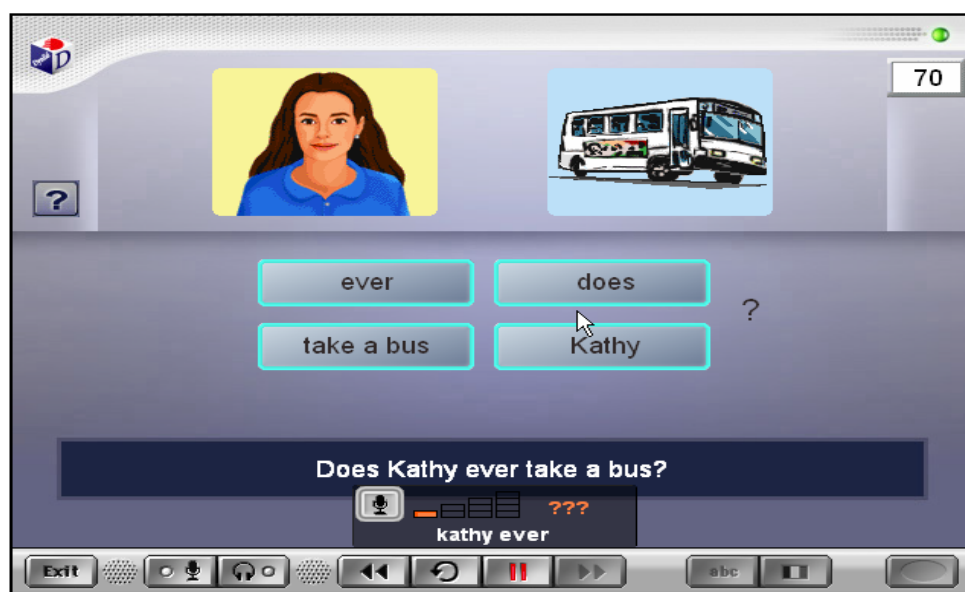 D
70
?
ever
does
?
take a bus
Kathy
Does Kathy ever take a bus?
???
kathy ever
Exit
abc